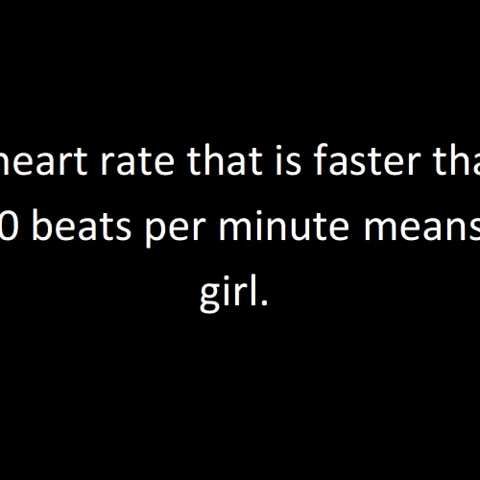 heart rate that is faster tha
0 beats per minute means
girl.